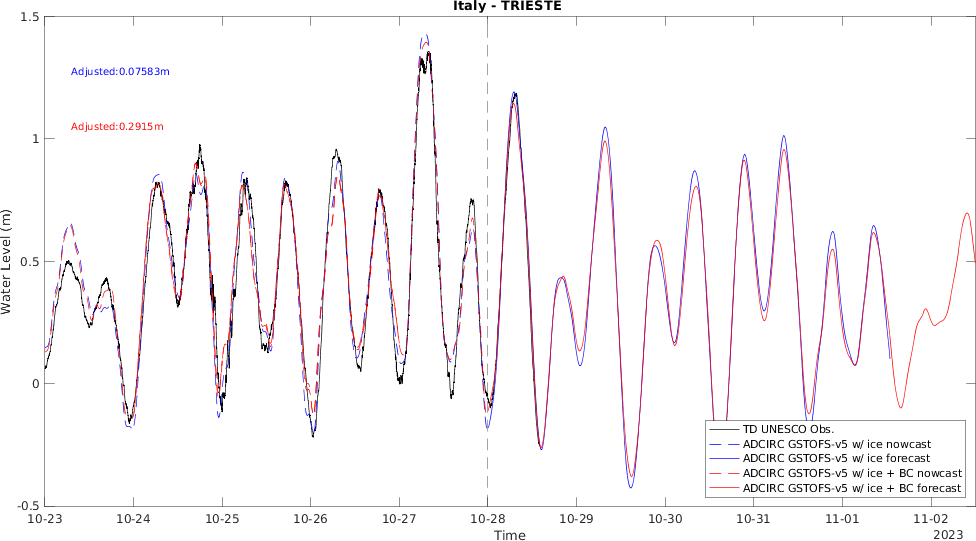 Italy - TRIESTE
Adjusted:0.07583m
Adjusted:0.2915m
Water Level (m)
1.5
1
0.5
0
-0.5
TD UNESCO Obs.
ADCIRC GSTOFS-v5 w/ ice nowcast
ADCIRC GSTOFS-v5 w/ ice forecast
ADCIRC GSTOFS-v5 w/ ice + BC nowcast
ADCIRC GSTOFS-v5 w/ ice + BC forecast
10-23 10-24 10-25 10-26 10-27 10-28 10-29 10-30 10-31 11-01 11-02
Time
2023